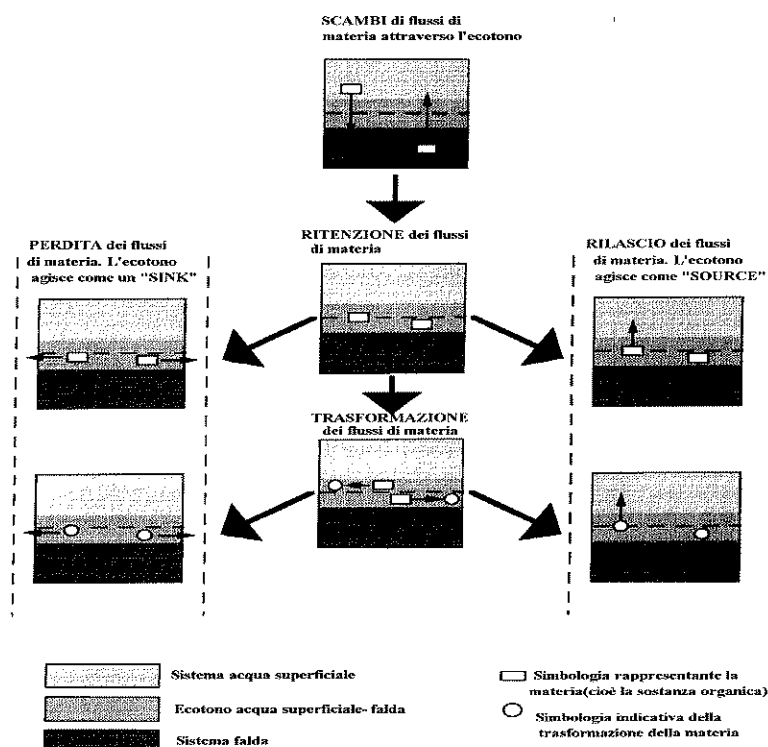 SCAMBI di flussi di
materia attraverso l'ecotono
RITENZIONE dei flussi
di materia
PERDITA dei flussi
di materia. L'ecotono
agisce come un "SINK"
RILASCIO dei flussi
di materia. L'ecotono
agisce come "SOURCE"
TRASFORMAZIONE
dei flussi di materia
Sistema acqua superficiale
Ecotono acqua superficiale- falda
Sistema falda
Simbologia rappresentante la
materia(cioè la sostanza organica)
Simbologia indicativa della
trasformazione della materia